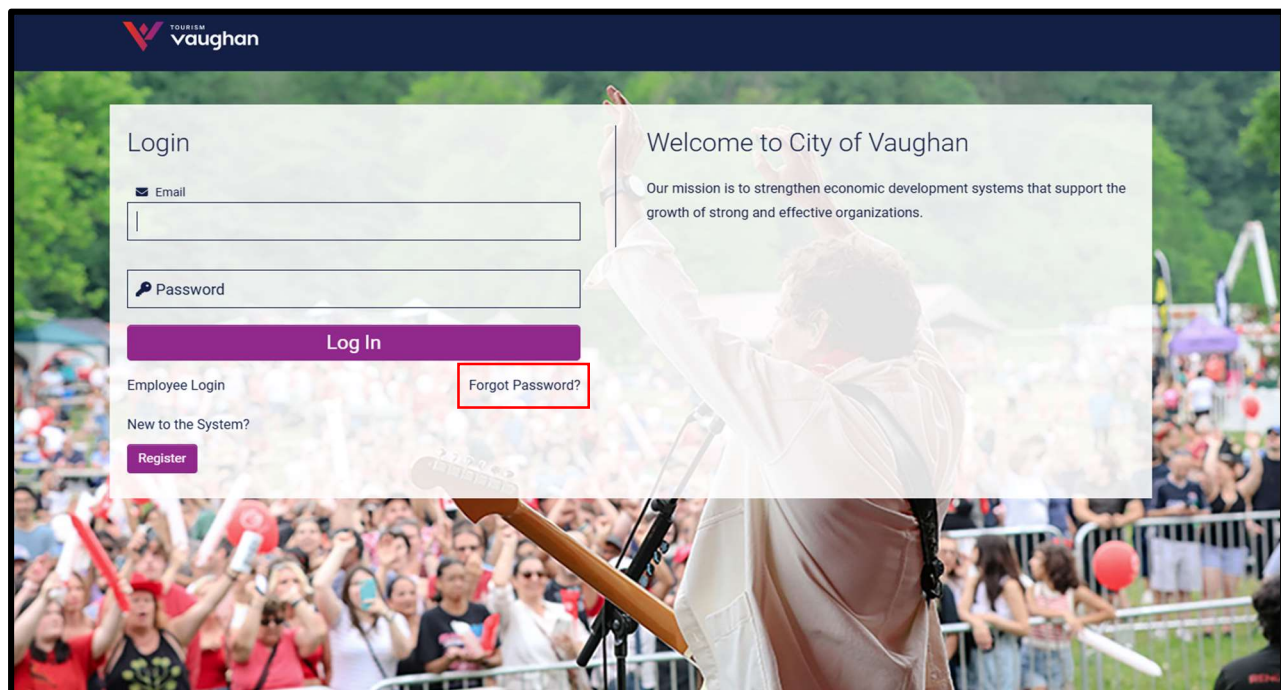 TOURISM
vaughan
Login
Email
Password
Log In
Employee Login
Forgot Password?
New to the System?
Register
Welcome to City of Vaughan
Our mission is to strengthen economic development systems that support the
growth of strong and effective organizations.